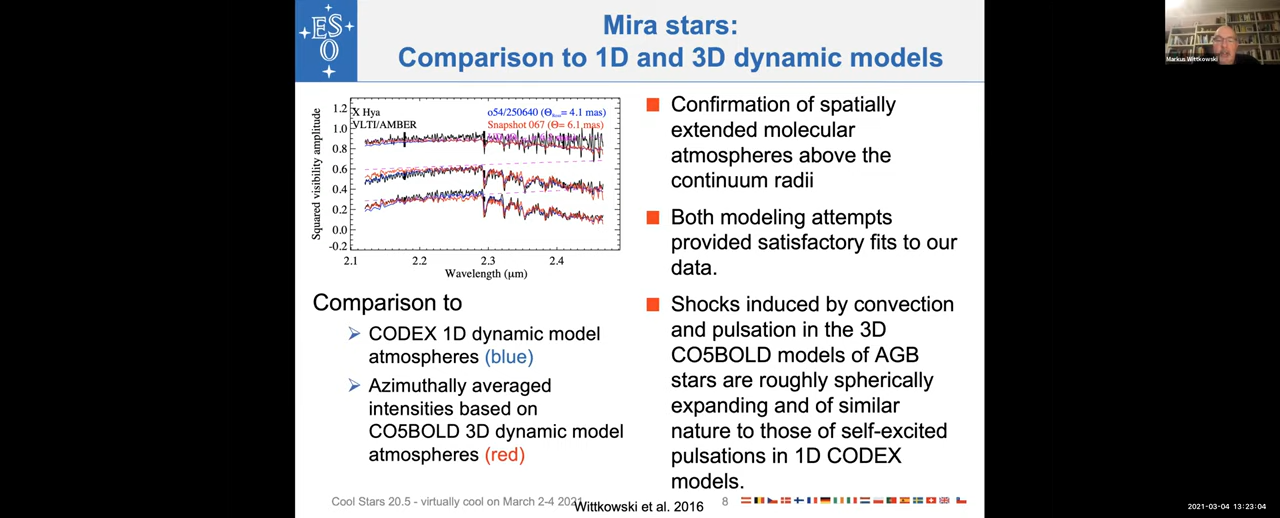 ESO
Mira stars:
Comparison to 1D and 3D dynamic models
Markus Wittkowski
X Hya
VLTI/AMBER
o54/250640 (Θ = 4.1 mas)
Snapshot 067 (Θ= 6.1 mas)
Squared visibility amplitude
1.2
1.0
0.8
0.6
0.4
0.2
0.0
-0.2
2.1 2.2 2.3 2.4
Wavelength (μm)
Comparison to
➢ CODEX 1D dynamic model
atmospheres (blue)
➢ Azimuthally averaged
intensities based on
CO5BOLD 3D dynamic model
atmospheres (red)
Confirmation of spatially
extended molecular
atmospheres above the
continuum radii
Both modeling attempts
provided satisfactory fits to our
data.
Shocks induced by convection
and pulsation in the 3D
CO5BOLD models of AGB
stars are roughly spherically
expanding and of similar
nature to those of self-excited
pulsations in 1D CODEX
models.
Cool Stars 20.5 - virtually cool on March 2-4 2021
Wittkowski et al. 2016
8
2021-03-04 13:23:04